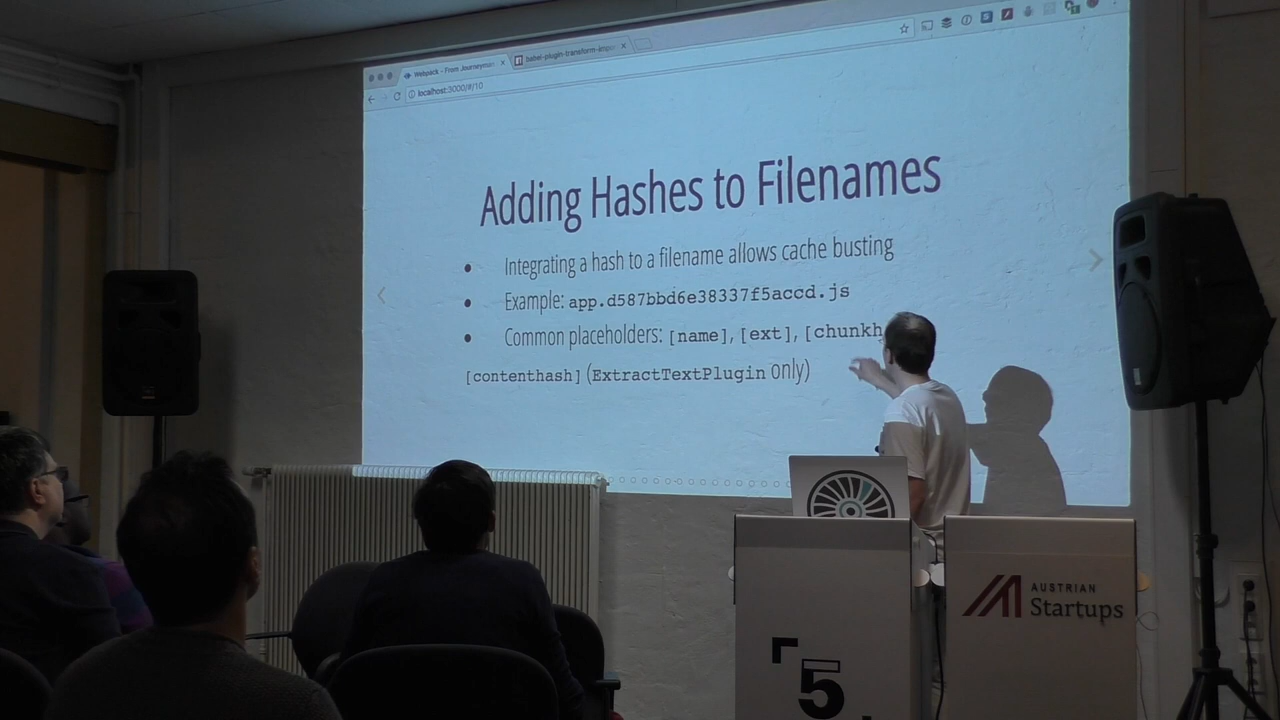 Webpack - From Journeyman
babel-plugin-transform-impo
localhost:3000/#/10
Adding Hashes to Filenames
• Integrating a hash to a filename allows cache busting
• Example: app.d587bbd6e38337f5accd.js
• Common placeholders: [name], [ext], [chunkh
[contenthash] (ExtractTextPlugin only)
AUSTRIAN
Startups
5